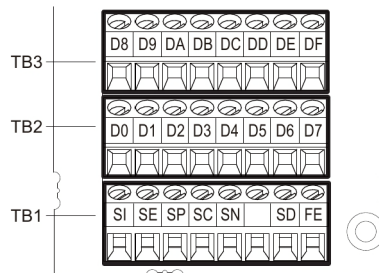 TB3 D8 D9 DA DB DC DD DE DF
TB2 D0 D1 D2 D3 D4 D5 D6 D7
TB1 SI SE SP SC SN SD FE